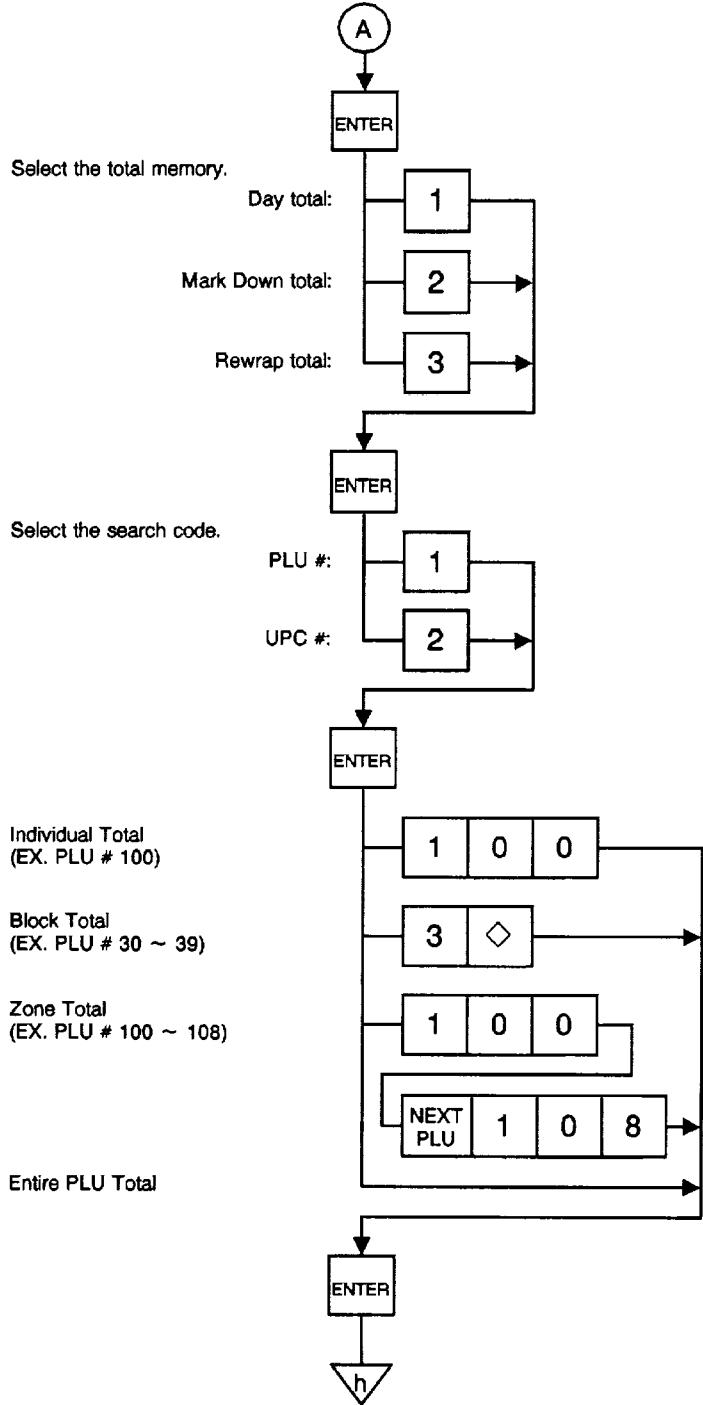 A
ENTER
Select the total memory.
Day total: 1
Mark Down total: 2
Rewrap total: 3
ENTER
Select the search code.
PLU #: 1
UPC #: 2
ENTER
Individual Total
(EX. PLU # 100) 1 0 0
Block Total
(EX. PLU # 30 ~ 39) 3 ◇
Zone Total
(EX. PLU # 100 ~ 108) 1 0 0
NEXT PLU 1 0 8
Entire PLU Total
ENTER
h